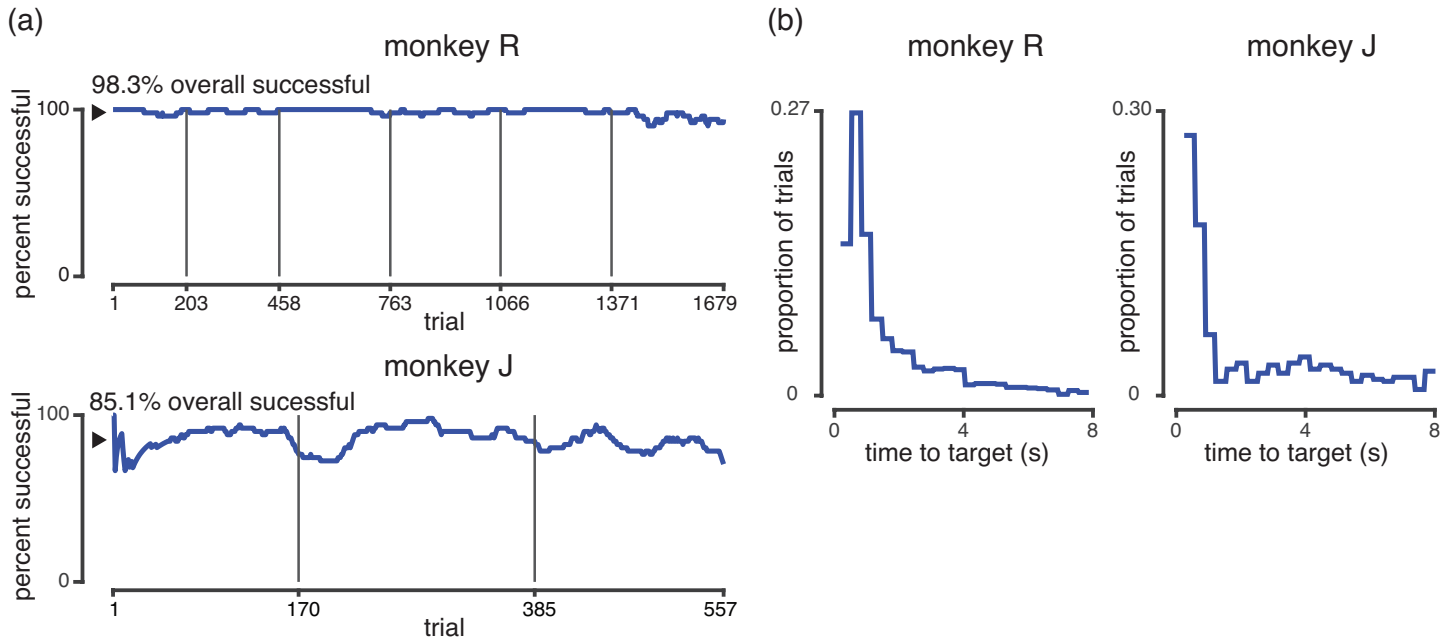 (a)
monkey R
98.3% overall successful
percent successful
100
0
1 203 458 763 1066 1371 1679
trial
monkey J
85.1% overall sucessful
percent successful
100
0
1 170 385 557
trial
(b)
monkey R
proportion of trials
0.27
0
0 4 8
time to target (s)
monkey J
proportion of trials
0.30
0
0 4 8
time to target (s)